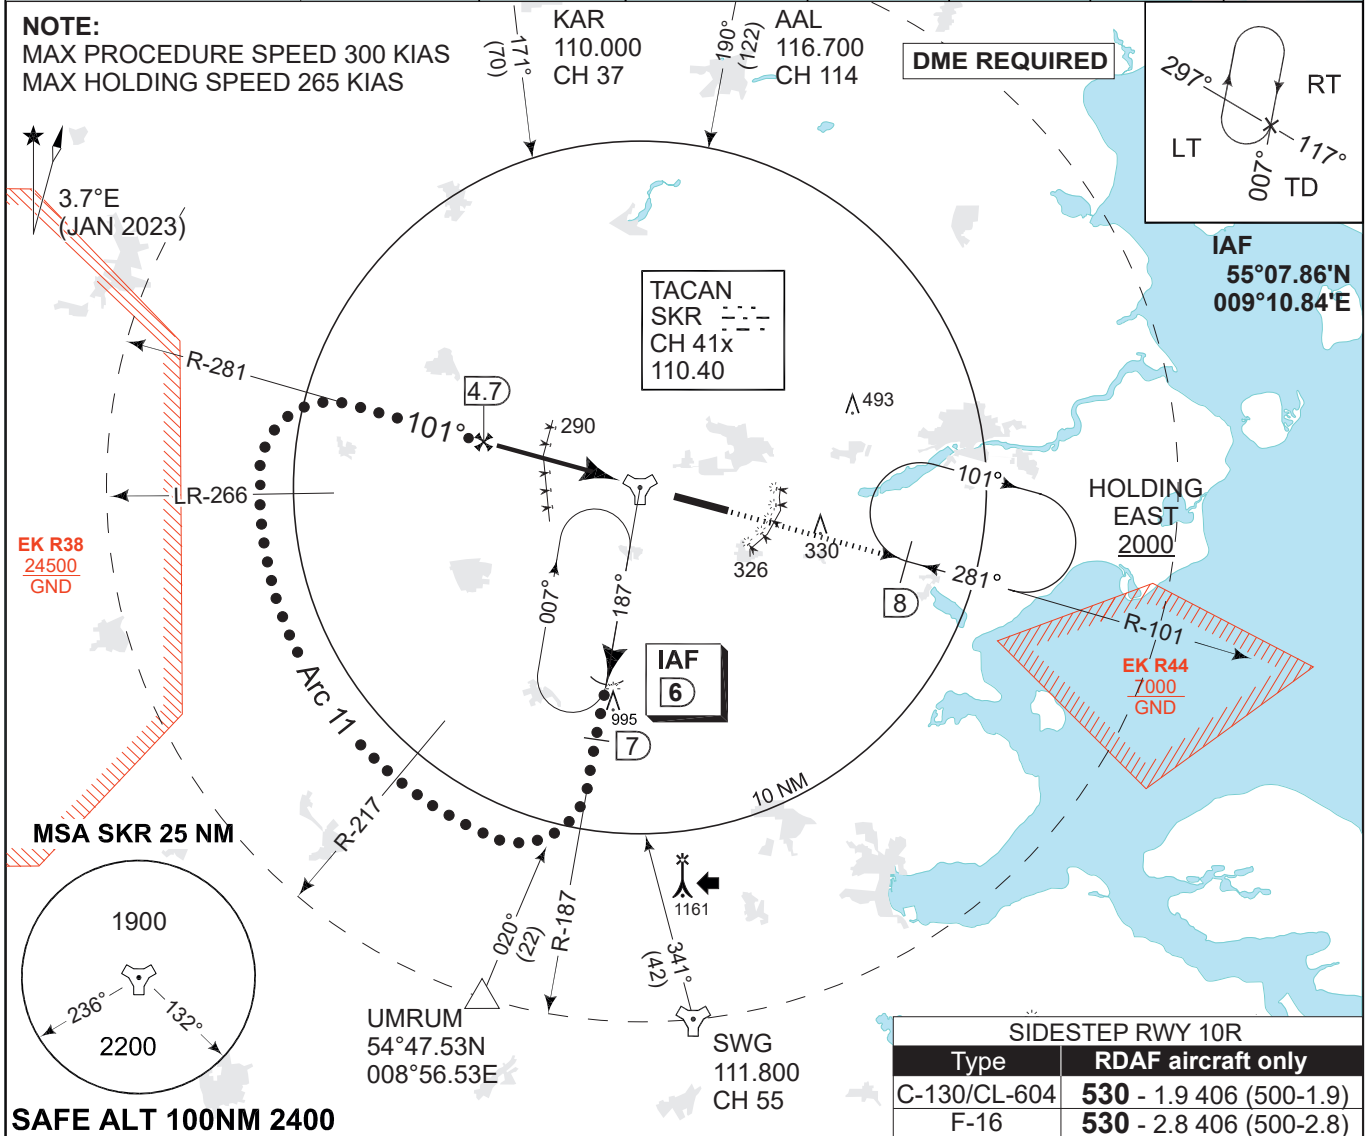 NOTE:
MAX PROCEDURE SPEED 300 KIAS
MAX HOLDING SPEED 265 KIAS
171°
(70)
KAR
110.000
CH 37
190°
(122)
AAL
116.700
CH 114
DME REQUIRED
297°
RT
LT
117°
007°
TD
IAF
55°07.86'N
009°10.84'E
3.7°E
(JAN 2023)
TACAN
SKR
CH 41x
110.40
R-281
4.7
101°
290
493
LR-266
101°
HOLDING
EAST
2000
EK R38
24500
GND
330
326
281°
8
R-101
007°
187°
IAF
6
995
7
EK R44
7000
GND
Arc 11
10 NM
R-217
MSA SKR 25 NM
1900
236°
132°
2200
1161
020°
(22)
R-187
341°
(42)
UMRUM
54°47.53N
008°56.53E
SWG
111.800
CH 55
SAFE ALT 100NM 2400
SIDESTEP RWY 10R
Type RDAF aircraft only
C-130/CL-604 530 - 1.9 406 (500-1.9)
F-16 530 - 2.8 406 (500-2.8)